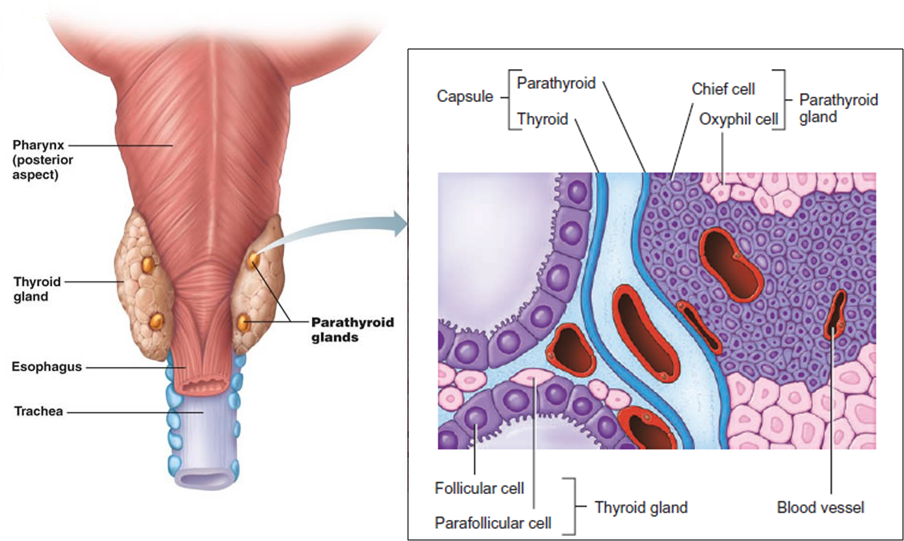 Pharynx
(posterior
aspect)
Thyroid
gland
Esophagus
Trachea
Parathyroid
glands
Capsule
Parathyroid
Thyroid
Chief cell
Oxyphil cell
Parathyroid
gland
Follicular cell
Parafollicular cell
Thyroid gland
Blood vessel